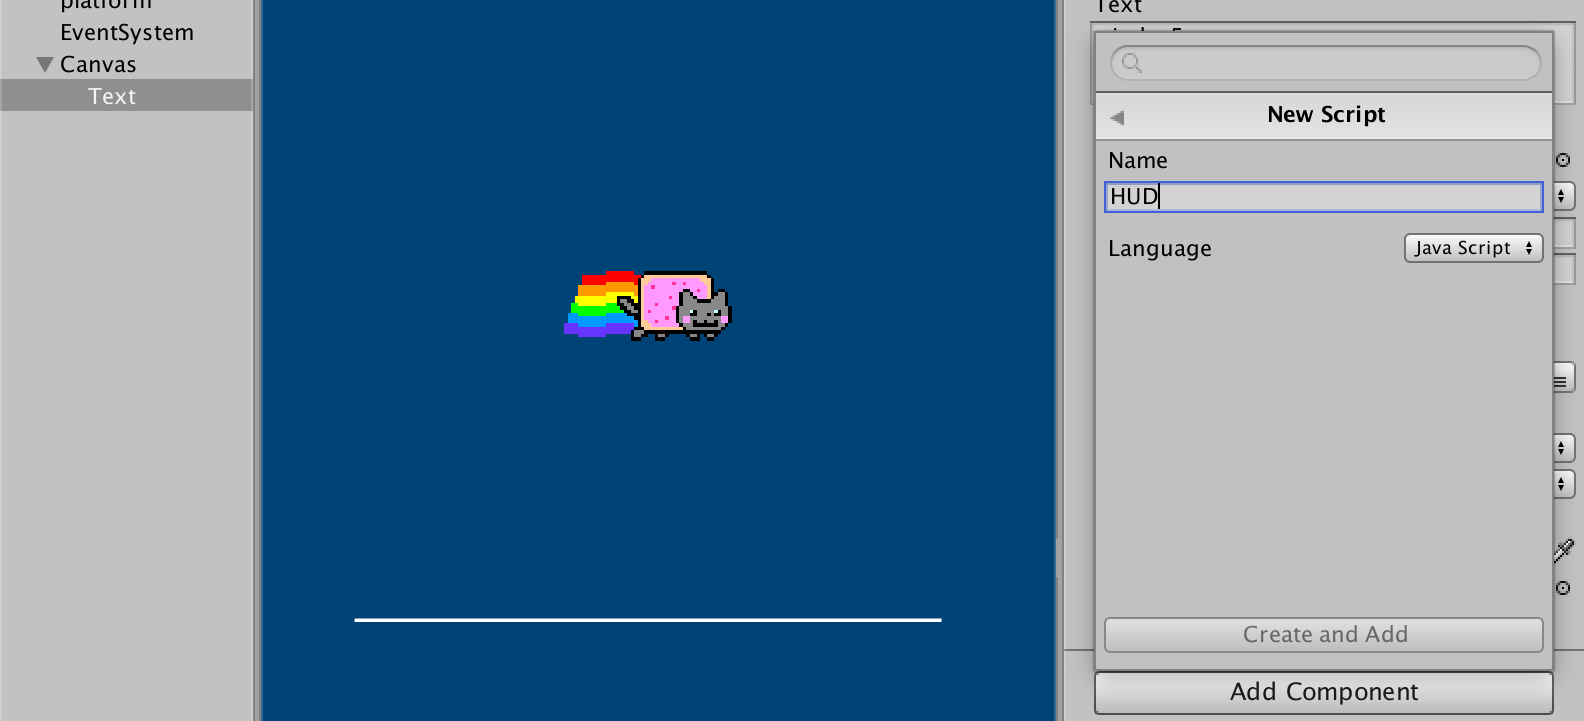 platform
EventSystem
Canvas
Text
Text
New Script
Name
HUD
Language
Java Script
Create and Add
Add Component